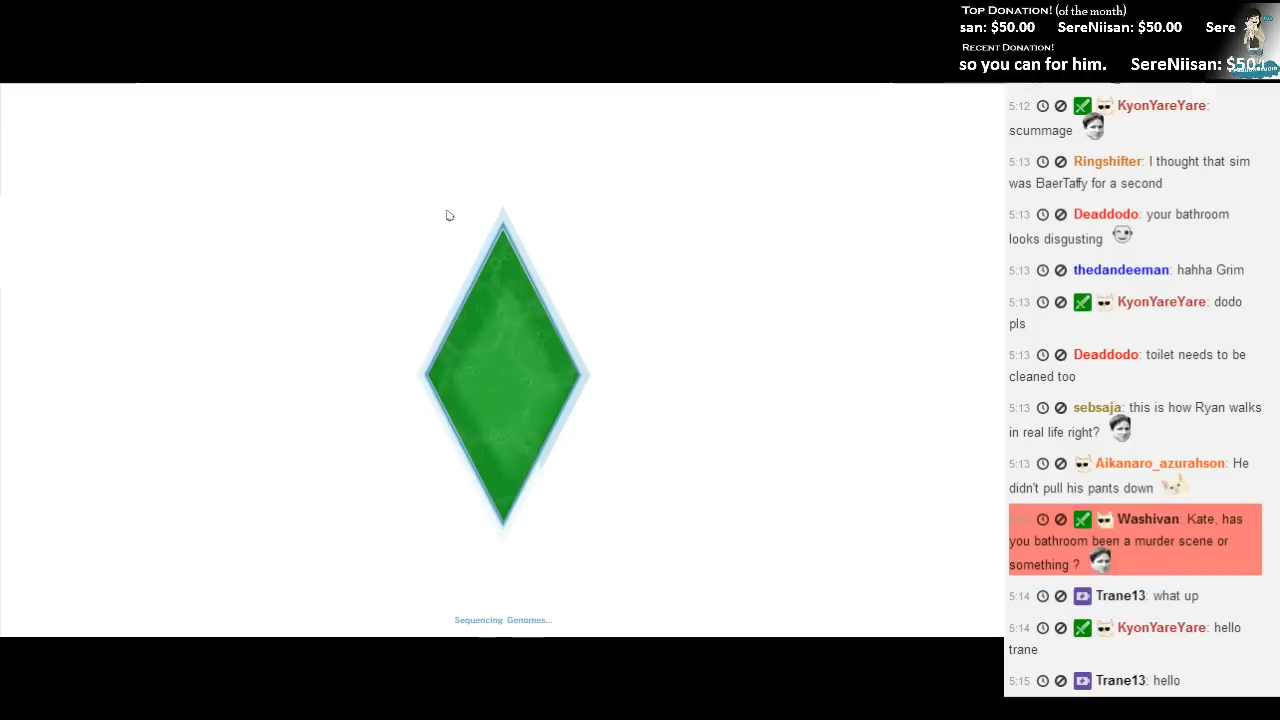 TOP DONATION! (of the month)
san: $50.00 SereNiisan: $50.00 Sere
RECENT DONATION!
so you can for him. SereNiisan: $50
5:12 KyonYareYare:
scummage
5:13 Ringshifter: I thought that sim
was BaerTaffy for a second
5:13 Deaddodo: your bathroom
looks disgusting
5:13 thedandeeman: hahha Grim
5:13 KyonYareYare: dodo
pls
5:13 Deaddodo: toilet needs to be
cleaned too
5:13 sebsaja: this is how Ryan walks
in real life right?
5:13 Aikanaro_azurahson: He
didn't pull his pants down
Washivan: Kate, has
you bathroom been a murder scene or
something ?
5:14 Trane13: what up
5:14 KyonYareYare: hello
trane
5:15 Trane13: hello
Sequencing Genomes...